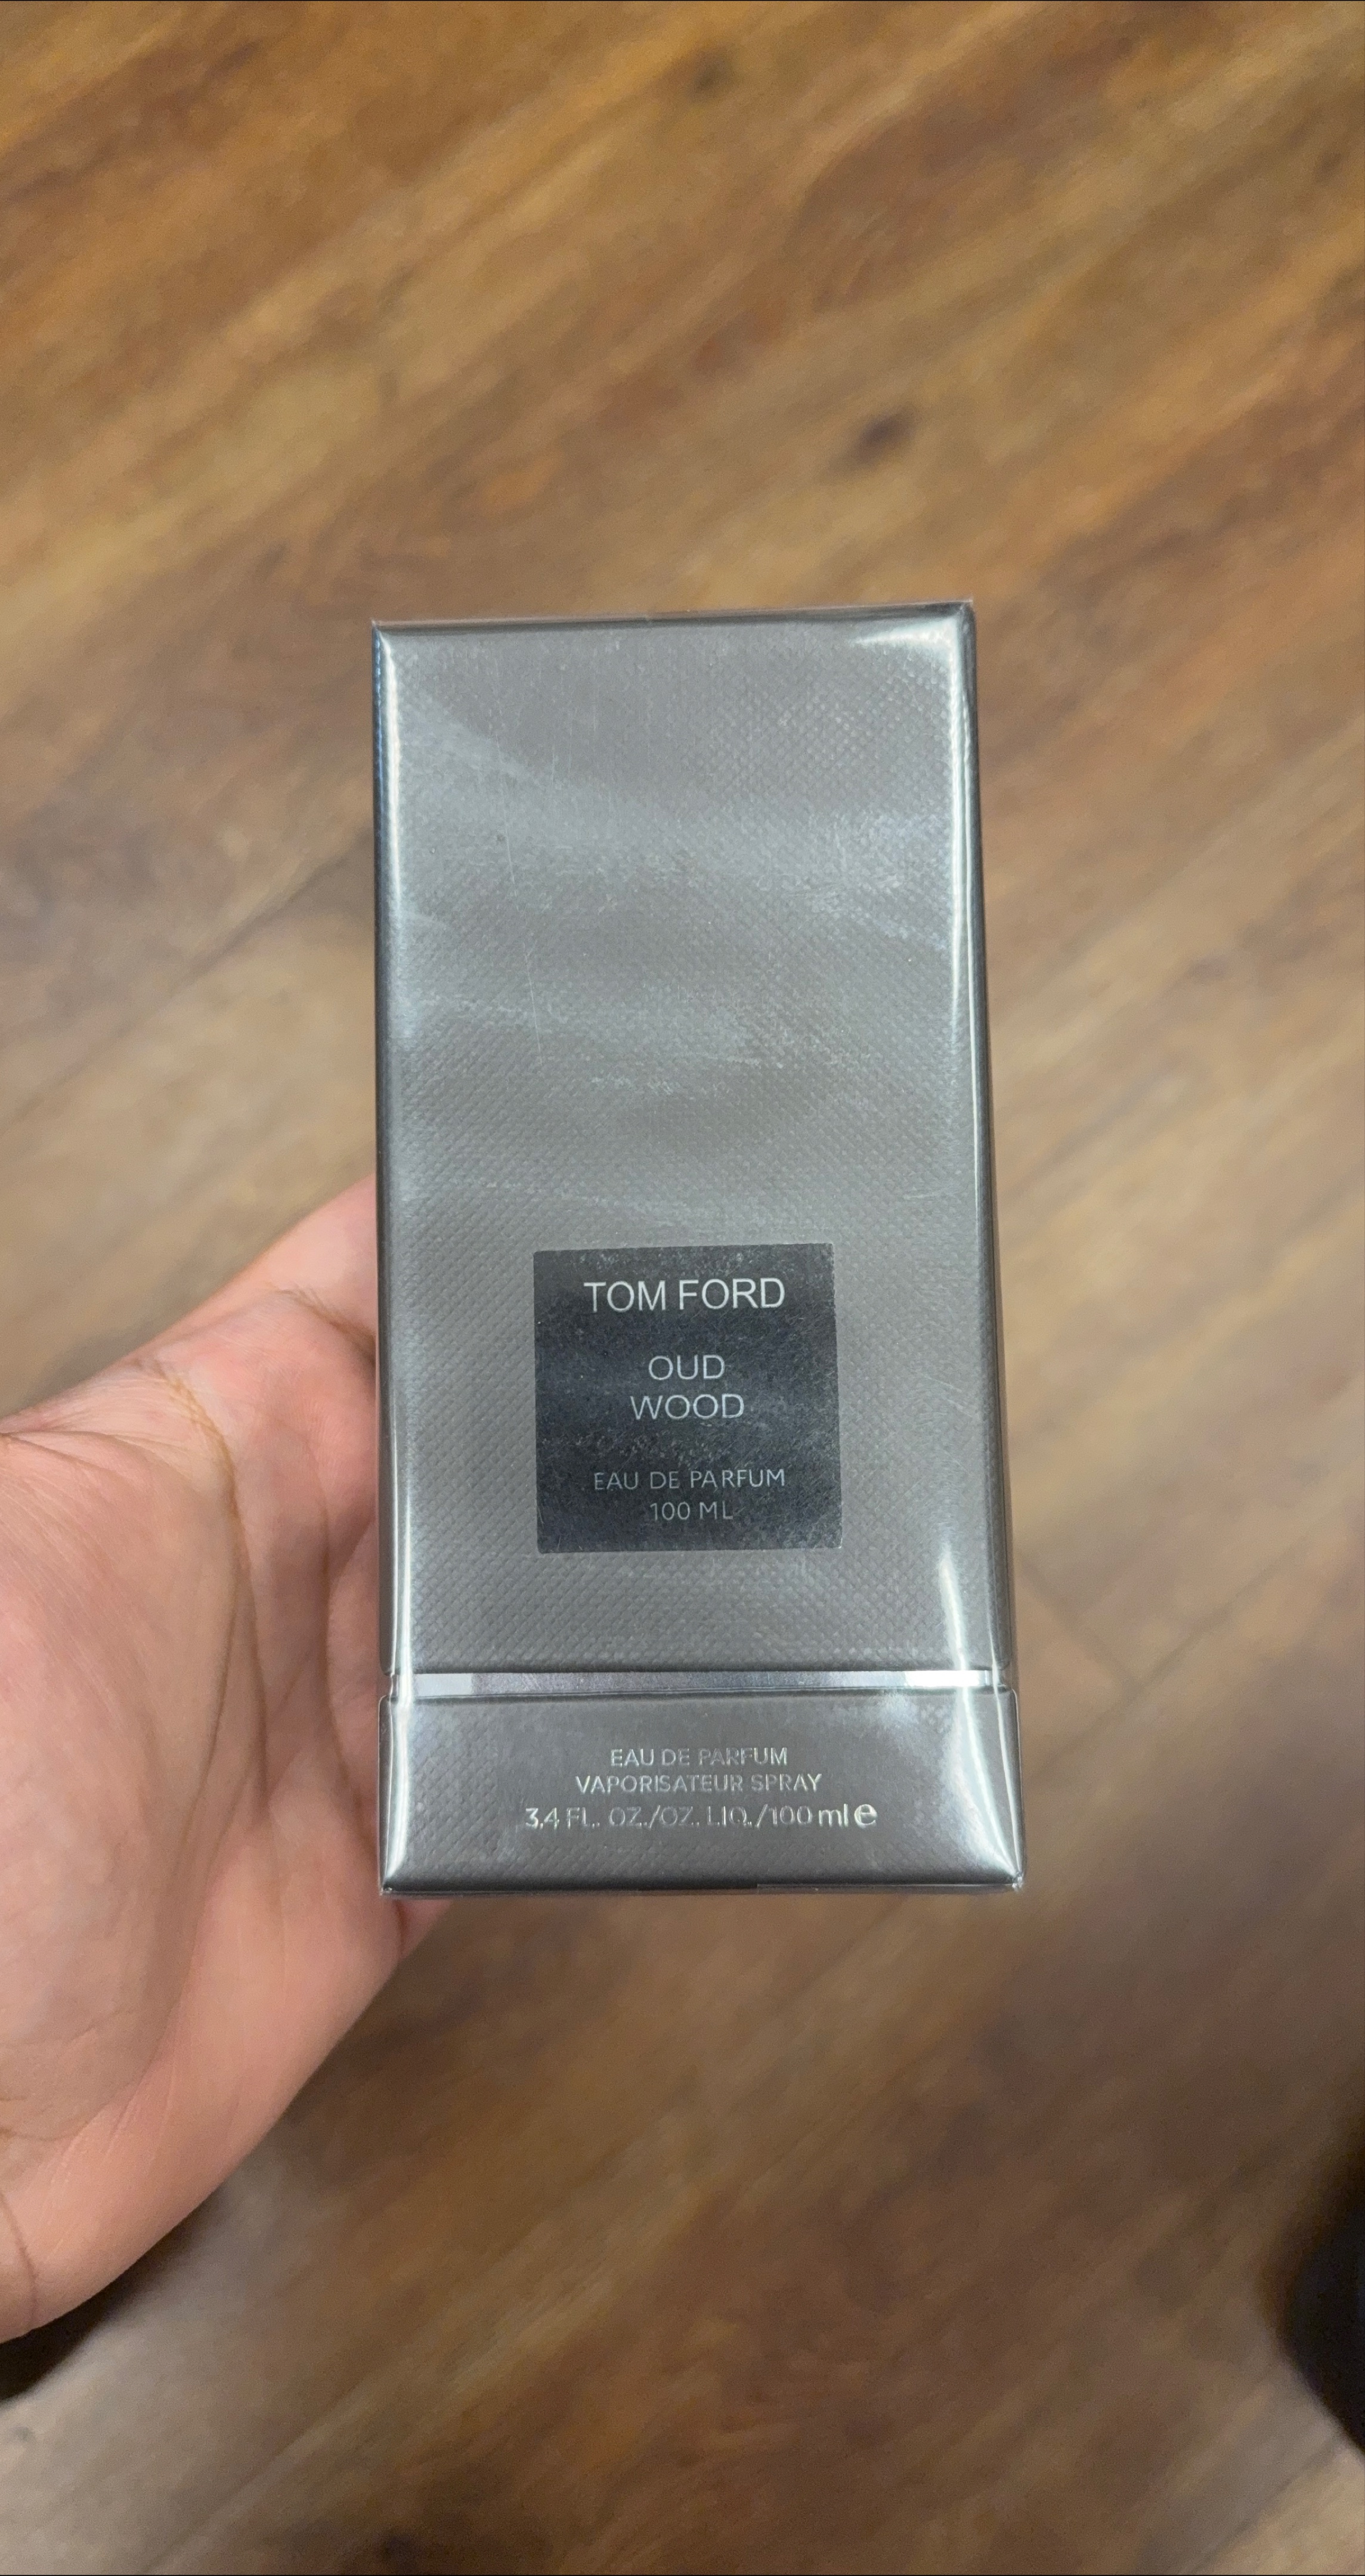 TOM FORD
OUD
WOOD
EAU DE PARFUM
100 ML
EAU DE PARFUM
VAPORISATEUR SPRAY
3.4 FL. OZ./OZ. LIQ./100 ml e